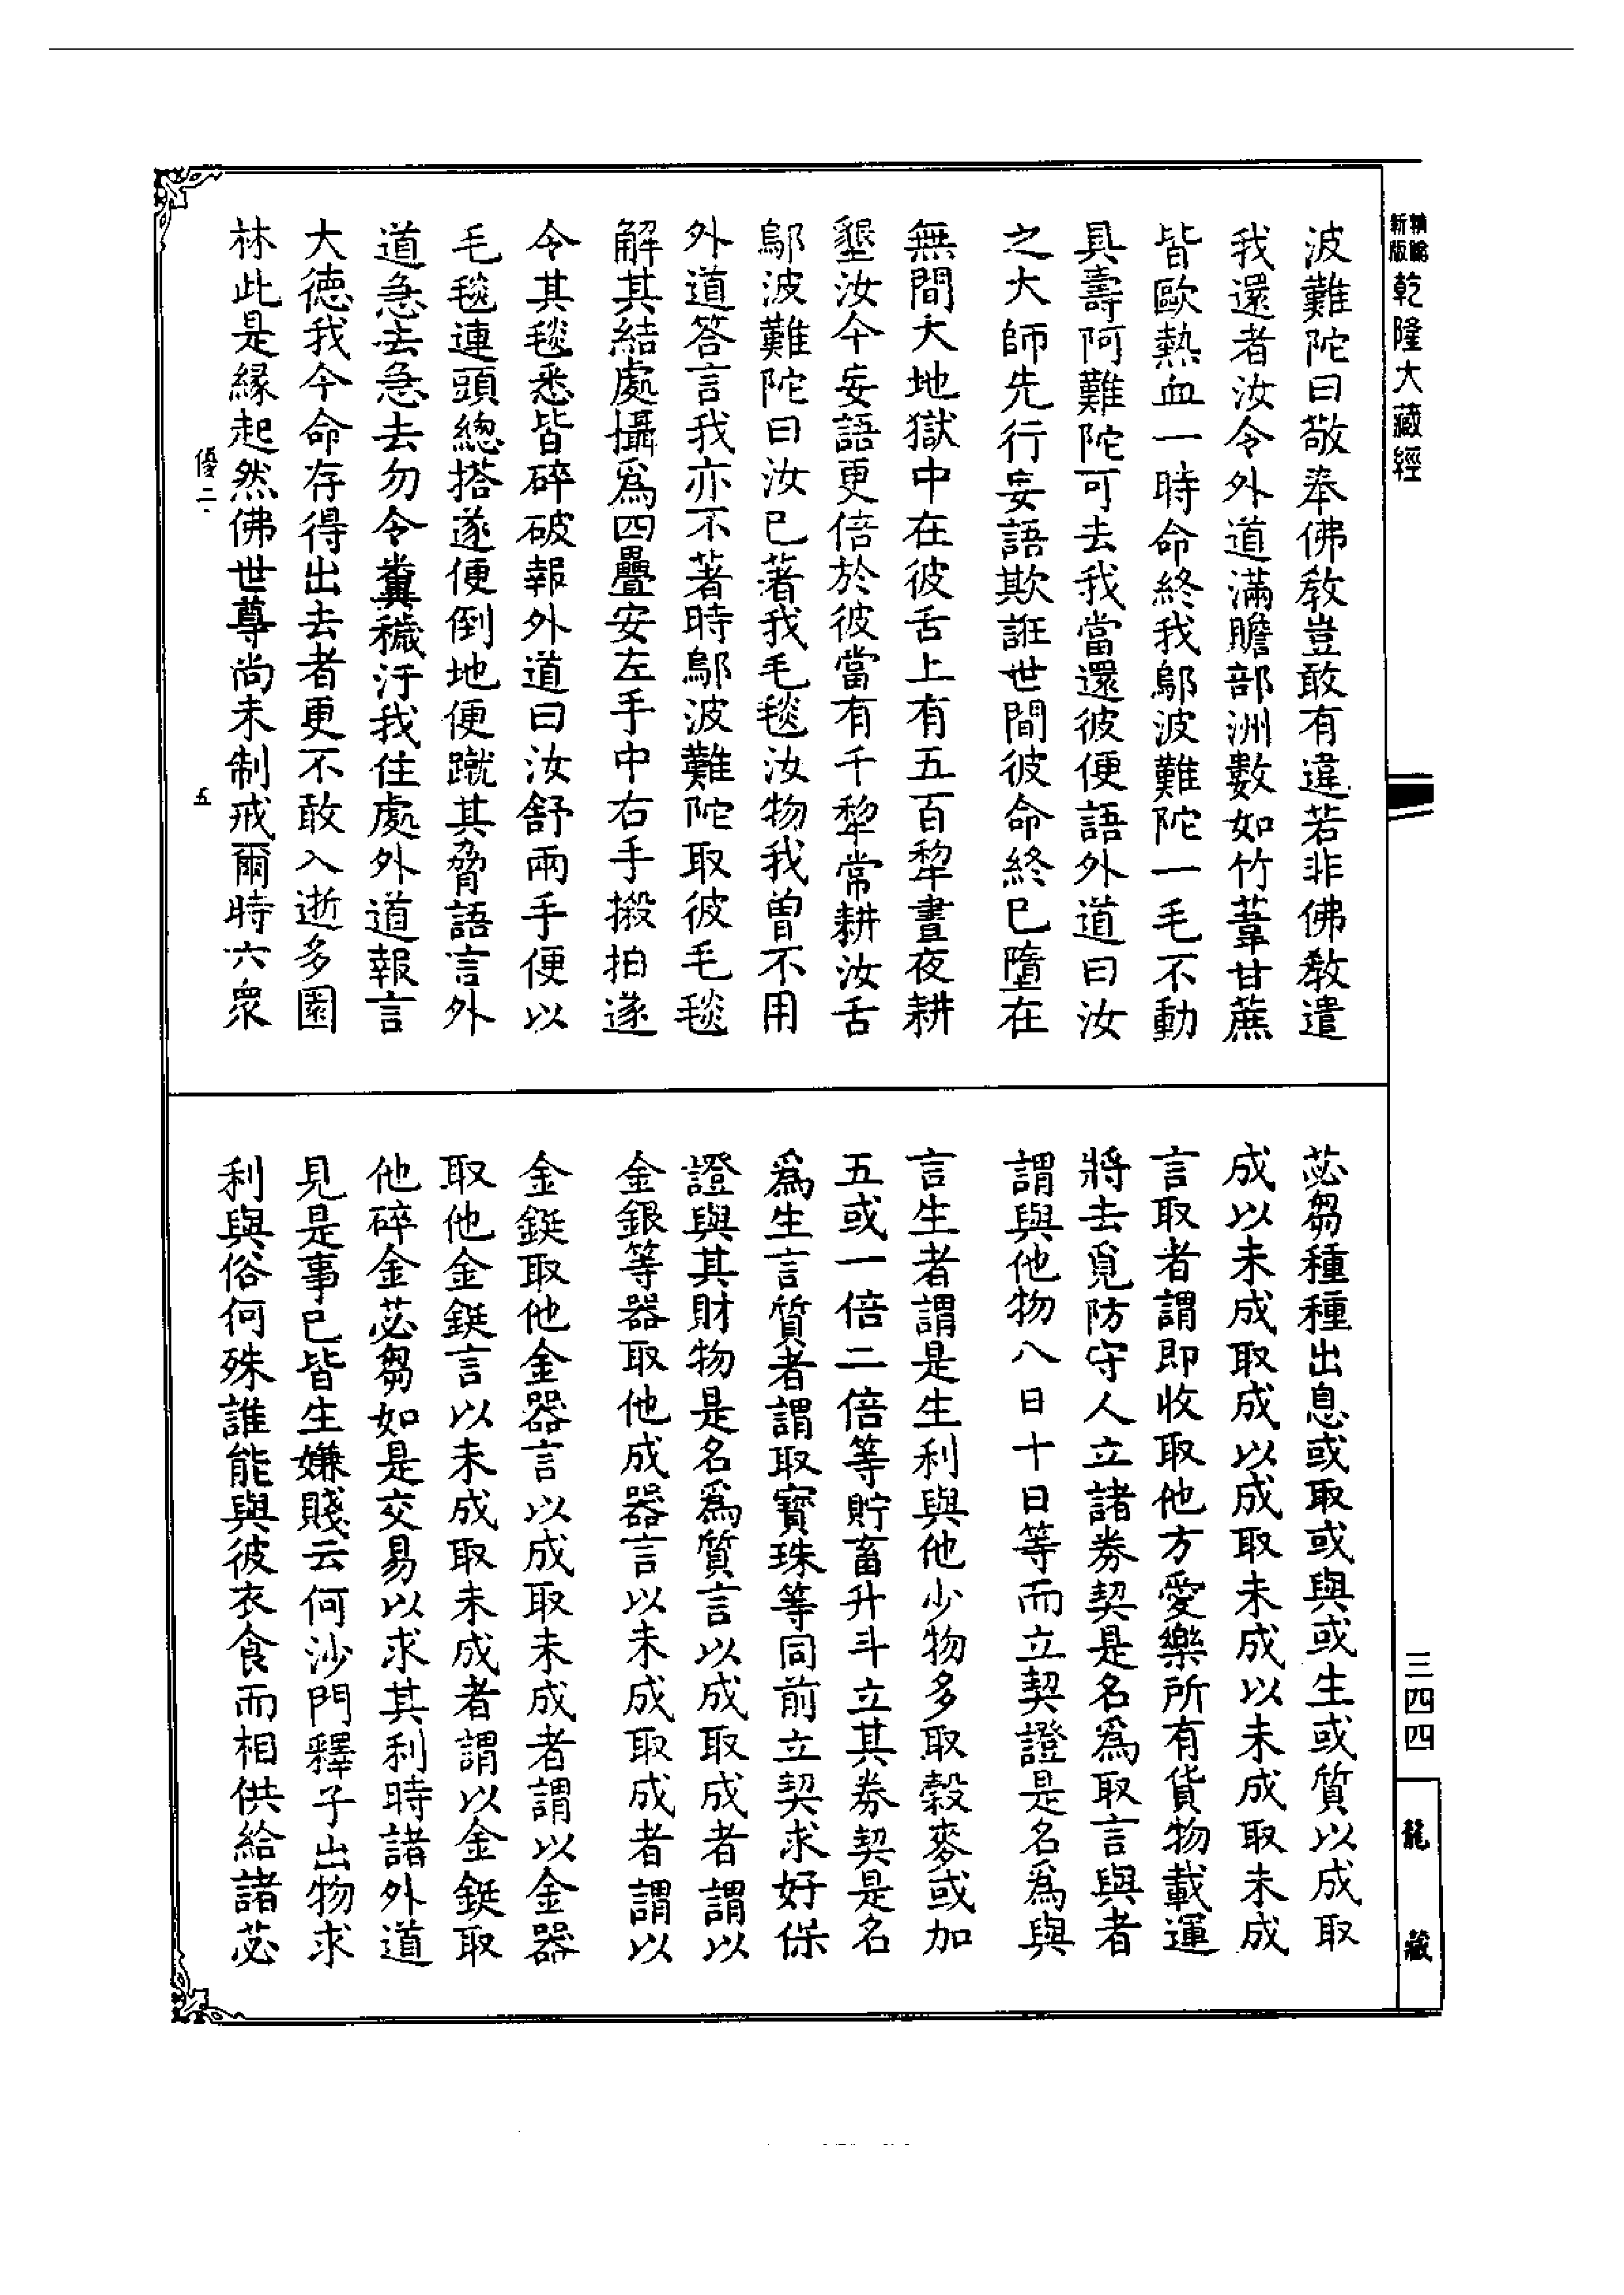 新版
乾隆大藏經
波難陀曰敬奉佛教豈敢有違若非佛教遣
我還者汝令外道滿贍部洲數如竹葦甘蔗
皆歐熱血一時命終我鄔波難陀一毛不動
具壽阿難陀可去我當還彼便語外道曰汝
之大師先行妄語欺誑世間彼命終已墮在
無間大地獄中在彼舌上有五百犂晝夜耕
墾汝今妄語更倍於彼當有千犂常耕汝舌
鄔波難陀曰汝已著我毛毯汝物我曾不用
外道答言我亦不著時鄔波難陀取彼毛毯
解其結處攝爲四疊安左手中右手搬拍遂
令其毯悉皆碎破報外道曰汝舒兩手便以
毛毯連頭總搭遂便倒地便蹴其脅語言外
道急去急去勿令糞穢汙我住處外道報言
大德我今命存得出去者更不敢入逝多園
林此是緣起然佛世尊尚未制戒爾時六衆
優二
五
苾芻種種出息或取或與或生或質以成取
成以未成取成以成取未成以未成取未成
言取者謂即收取他方愛樂所有貨物載運
將去覓防守人立諸券契是名爲取言與者
謂與他物八日十日等而立契證是名爲與
言生者謂是生利與他少物多取穀麥或加
五或一倍二倍等貯畜升斗立其券契是名
爲生言質者謂取寶珠等同前立契求好保
證與其財物是名爲質言以成取成者謂以
金銀等器取他成器言以未成取成者謂以
金鋌取他金器言以成取未成者謂以金器
取他金鋌言以未成取未成者謂以金鋌取
他碎金苾芻如是交易以求其利時諸外道
見是事已皆生嫌賤云何沙門釋子出物求
利與俗何殊誰能與彼衣食而相供給諸苾
三四四
龍藏